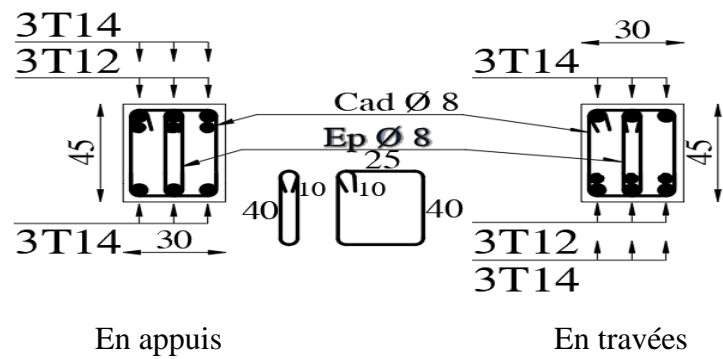 3T14
3T12
45
3T14
30
En appuis
Cad Ø 8
Ep Ø 8
25
10
10
40
40
30
3T14
45
3T12
3T14
En travées